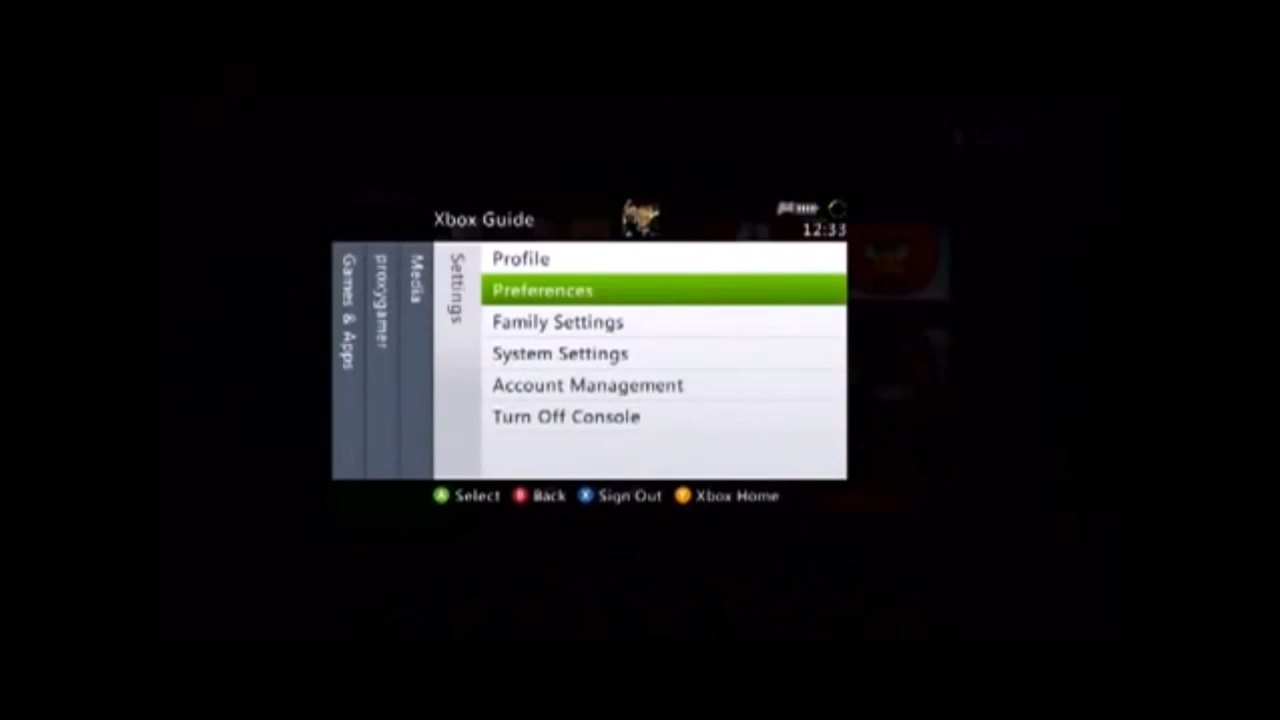 Xbox Guide
12:33
Games & Apps
proxygamer
Media
Settings
Profile
Preferences
Family Settings
System Settings
Account Management
Turn Off Console
A Select B Back X Sign Out Y Xbox Home